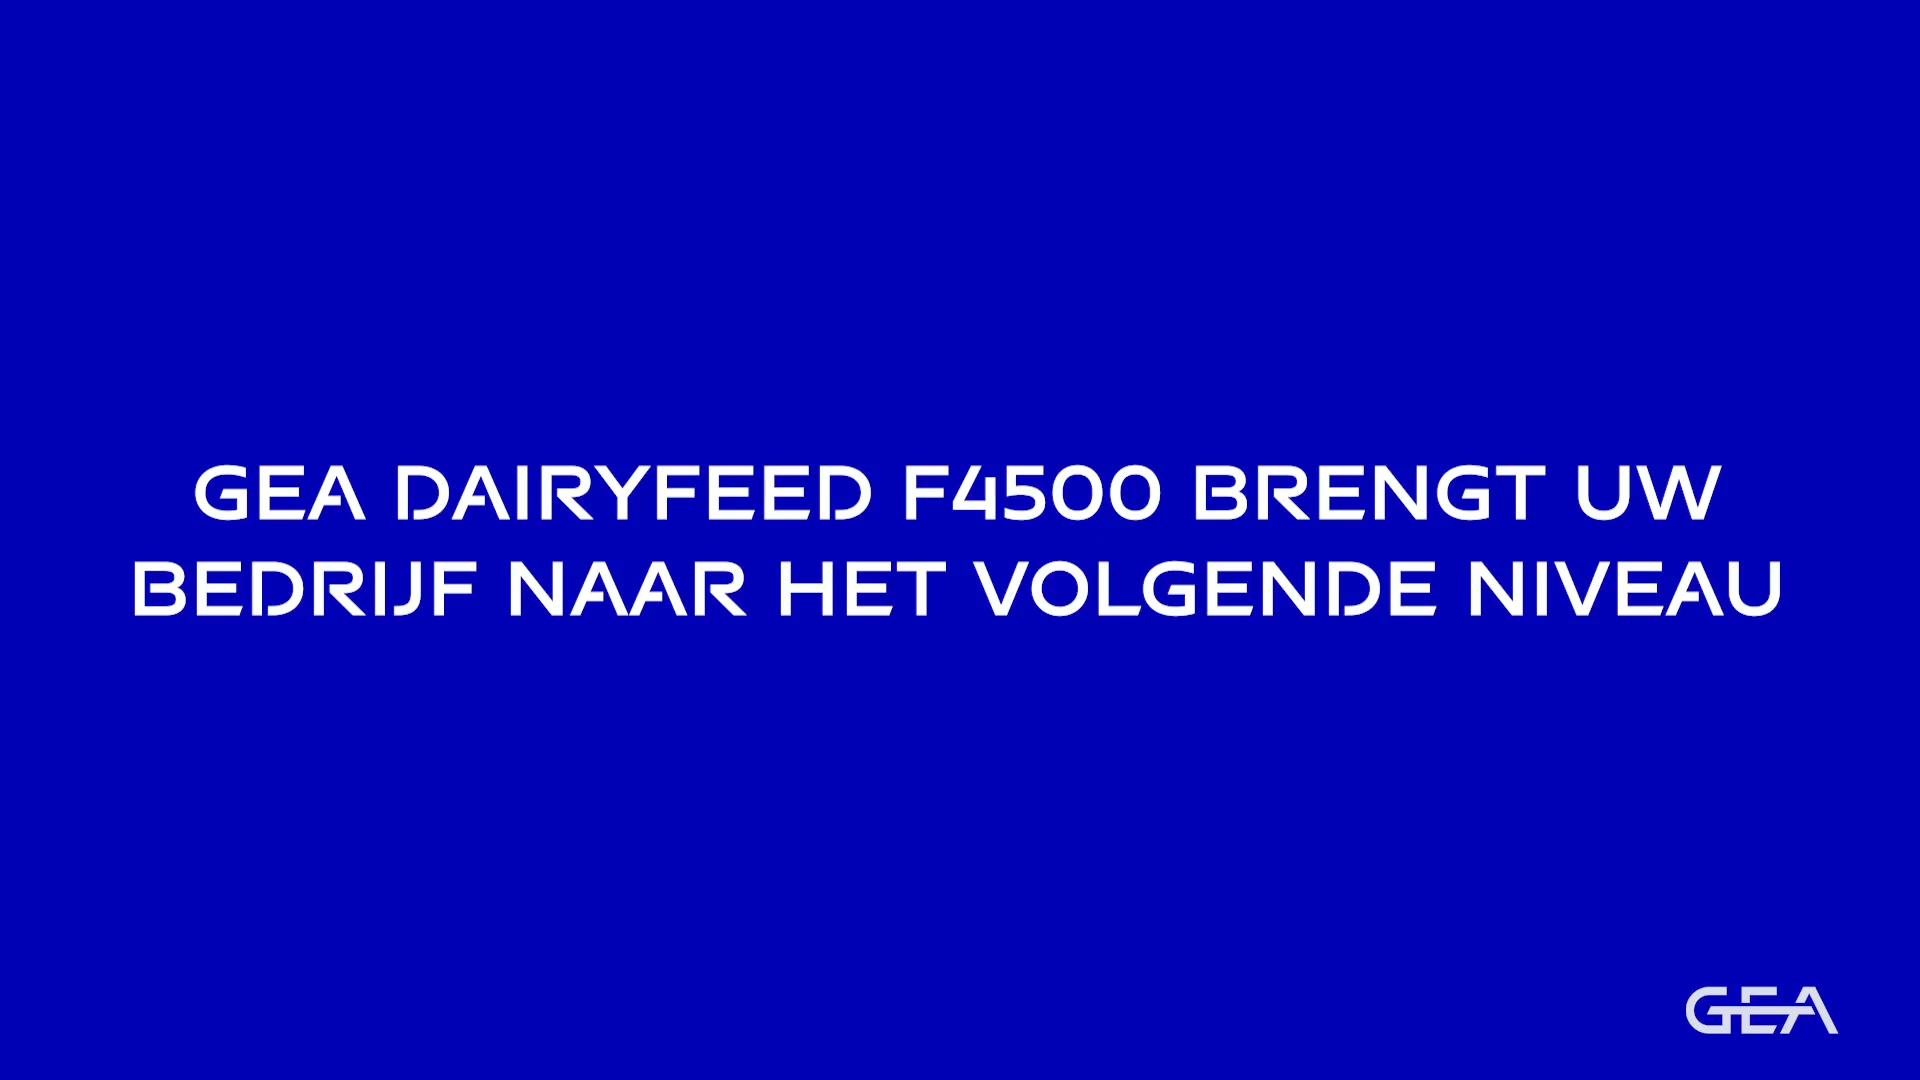 GEA DAIRYFEED F4500 BRENGT UW
BEDRIJF NAAR HET VOLGENDE NIVEAU
GEA